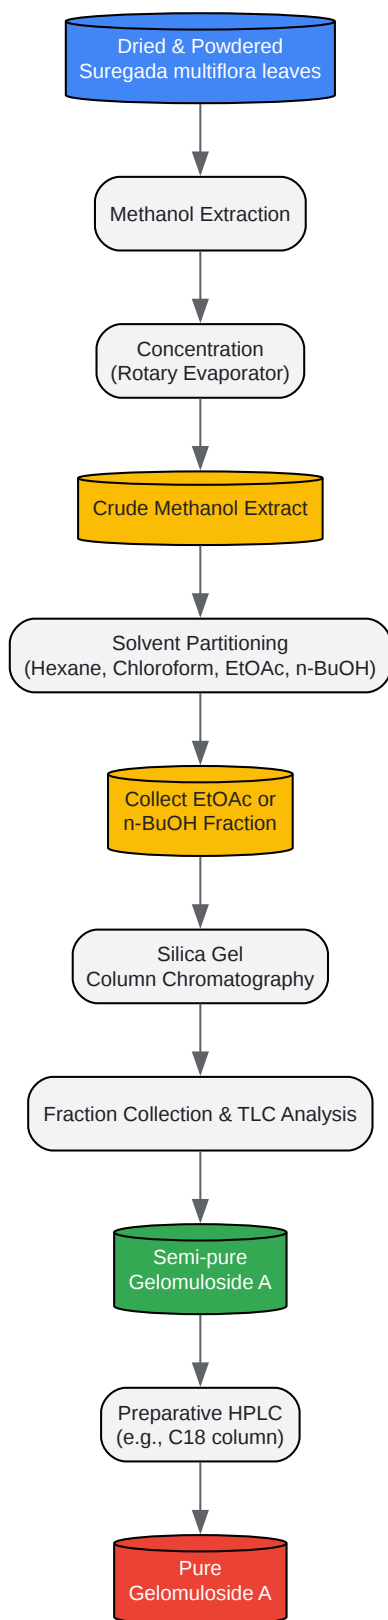 Dried & Powdered
Suregada multiflora leaves
Methanol Extraction
Concentration
(Rotary Evaporator)
Crude Methanol Extract
Solvent Partitioning
(Hexane, Chloroform, EtOAc, n-BuOH)
Collect EtOAc or
n-BuOH Fraction
Silica Gel
Column Chromatography
Fraction Collection & TLC Analysis
Semi-pure
Gelomuloside A
Preparative HPLC
(e.g., C18 column)
Pure
Gelomuloside A